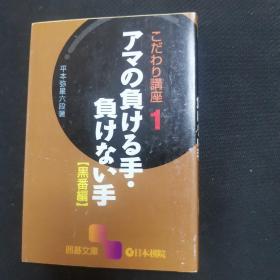 こだわり講座1
アマの負ける手・
負けない手
【黒番編】
平本弥星六段著
囲碁文庫
日本棋院